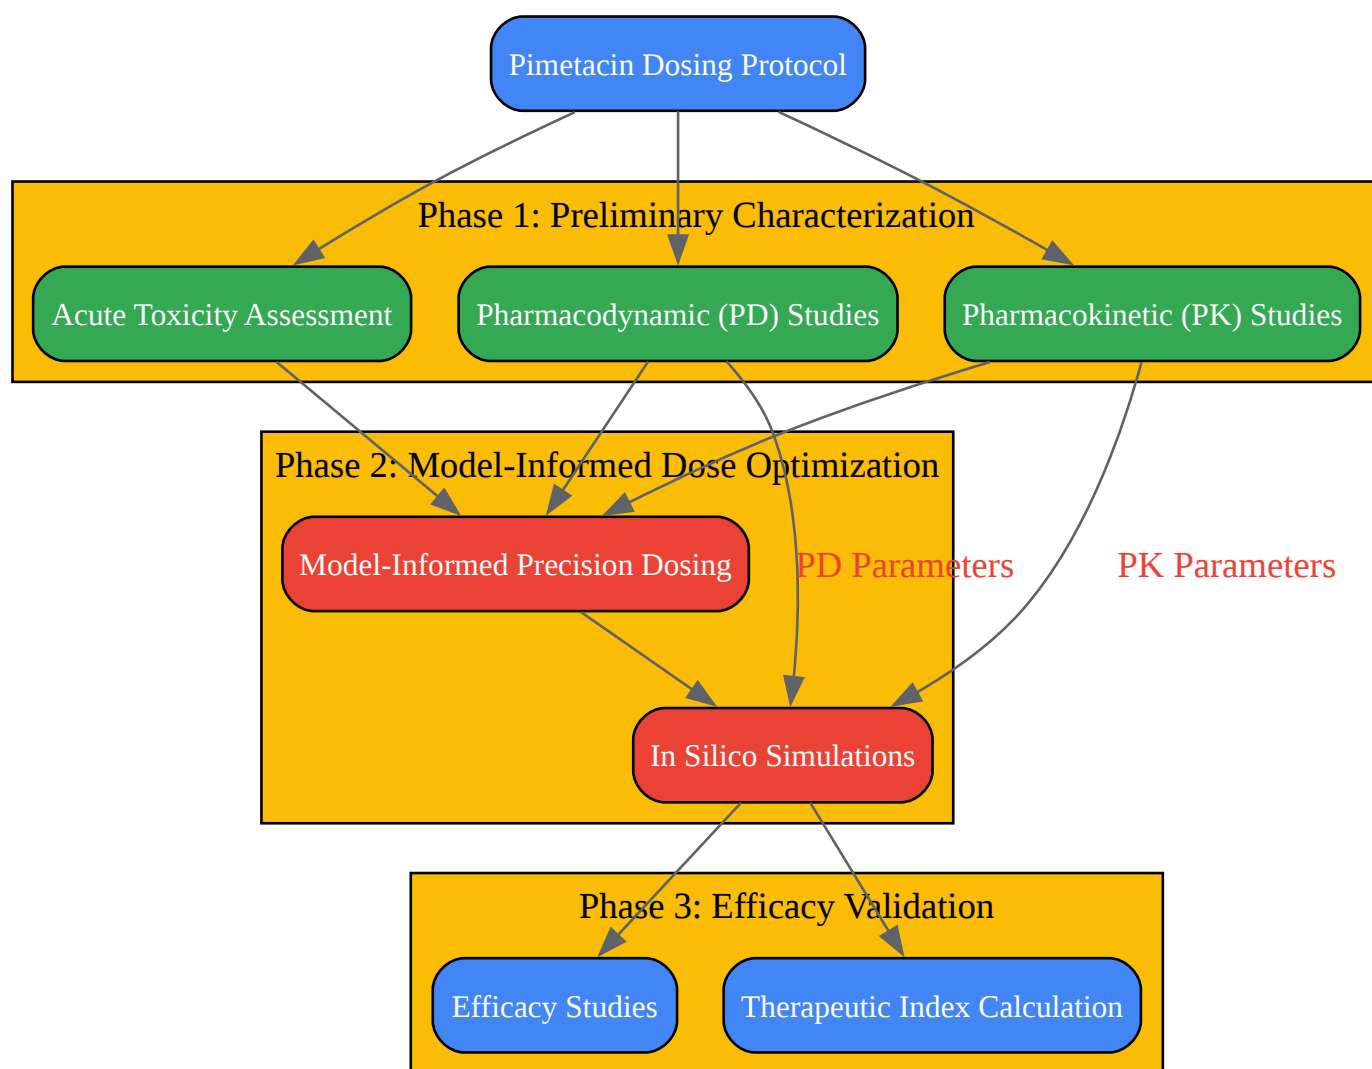 Pimetacin Dosing Protocol
Phase 1: Preliminary Characterization
Acute Toxicity Assessment
Pharmacodynamic (PD) Studies
Pharmacokinetic (PK) Studies
Phase 2: Model-Informed Dose Optimization
Model-Informed Precision Dosing
PD Parameters
PK Parameters
In Silico Simulations
Phase 3: Efficacy Validation
Efficacy Studies
Therapeutic Index Calculation